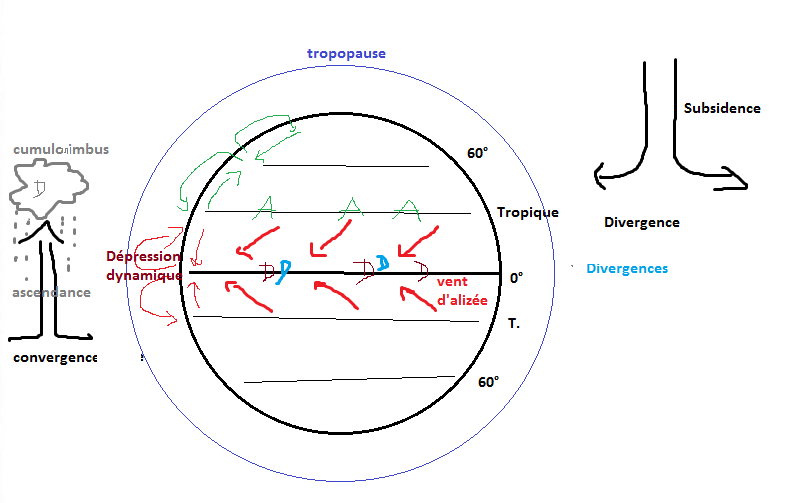 tropopause
Subsidence
cumulonimbus
D
60°
Tropique
A A A
Divergence
Dépression
dynamique
D D D D D D
0°
Divergences
vent
d'alizée
ascendance
T.
convergence
60°